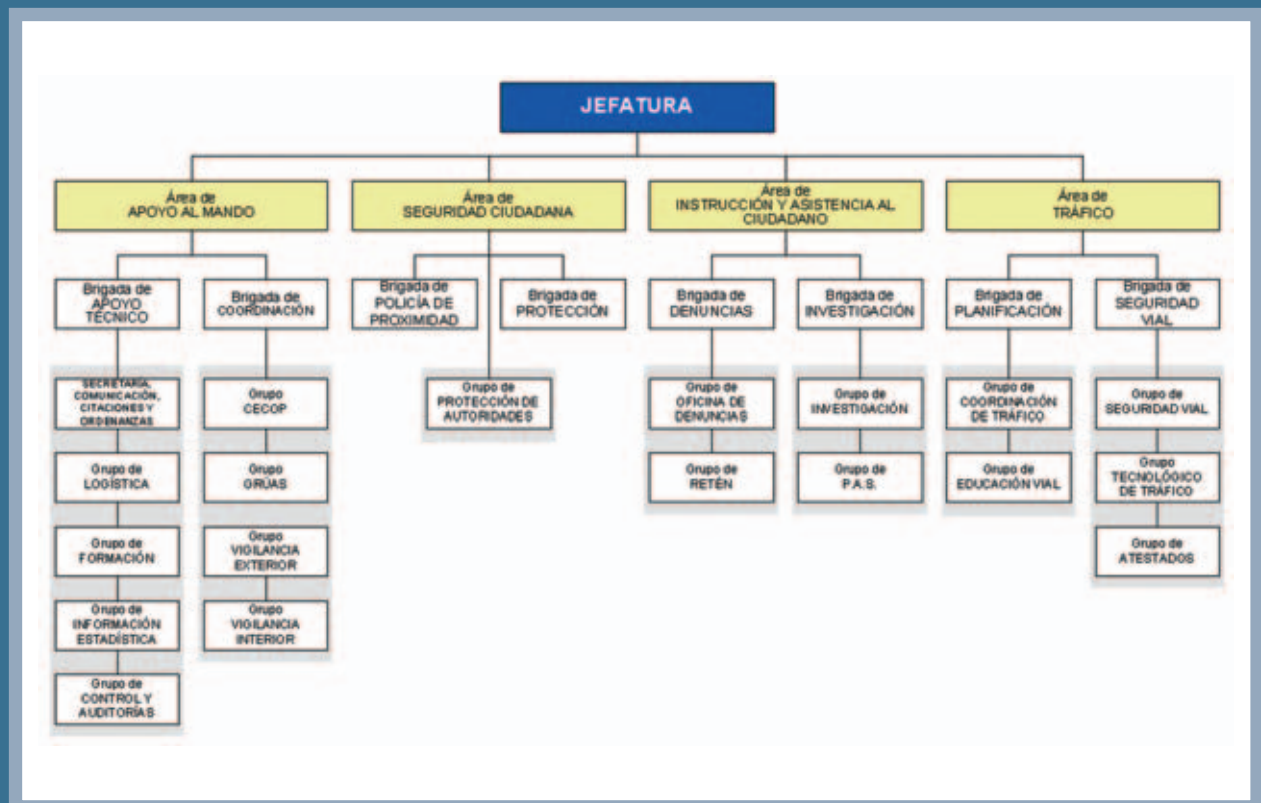 JEFATURA
Área de
APOYO AL MANDO
Área de
SEGURIDAD CIUDADANA
Área de
INSTRUCCIÓN Y ASISTENCIA AL
CIUDADANO
Área de
TRÁFICO
Brigada de
APOYO
TÉCNICO
Brigada de
COORDINACIÓN
Brigada de
POLICÍA DE
PROXIMIDAD
Brigada de
PROTECCIÓN
Brigada de
DENUNCIAS
Brigada de
INVESTIGACIÓN
Brigada de
PLANIFICACIÓN
Brigada de
SEGURIDAD
VIAL
SECRETARÍA,
COMUNICACIÓN,
CITACIONES Y
ORDENANZAS
Grupo
CECOP
Grupo de
PROTECCIÓN DE
AUTORIDADES
Grupo de
OFICINA DE
DENUNCIAS
Grupo de
INVESTIGACIÓN
Grupo de
COORDINACIÓN
DE TRÁFICO
Grupo de
SEGURIDAD VIAL
Grupo de
LOGÍSTICA
Grupo
GRÚAS
Grupo de
RETÉN
Grupo de
P.A.S.
Grupo de
EDUCACIÓN VIAL
Grupo
TECNOLÓGICO
DE TRÁFICO
Grupo de
FORMACIÓN
Grupo
VIGILANCIA
EXTERIOR
Grupo de
ATESTADOS
Grupo de
INFORMACIÓN
ESTADÍSTICA
Grupo
VIGILANCIA
INTERIOR
Grupo de
CONTROL Y
AUDITORÍAS